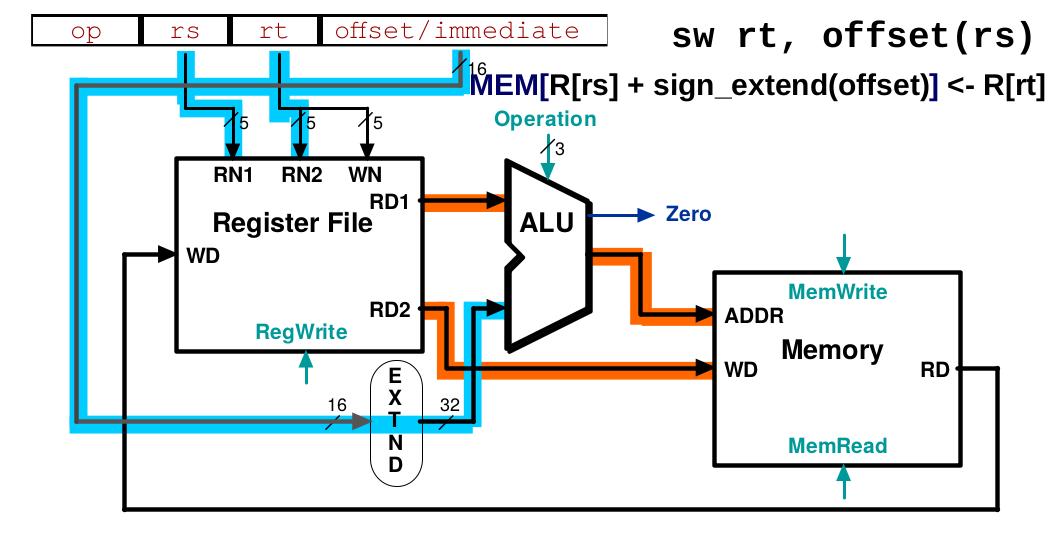 op rs rt offset/immediate
sw rt, offset(rs)
16
MEM[R[rs] + sign_extend(offset)] <- R[rt]
5 5 5
Operation
3
RN1 RN2 WN
RD1
Register File
ALU
Zero
WD
MemWrite
RD2
ADDR
RegWrite
Memory
WD
RD
E
X
T
N
D
16
32
MemRead